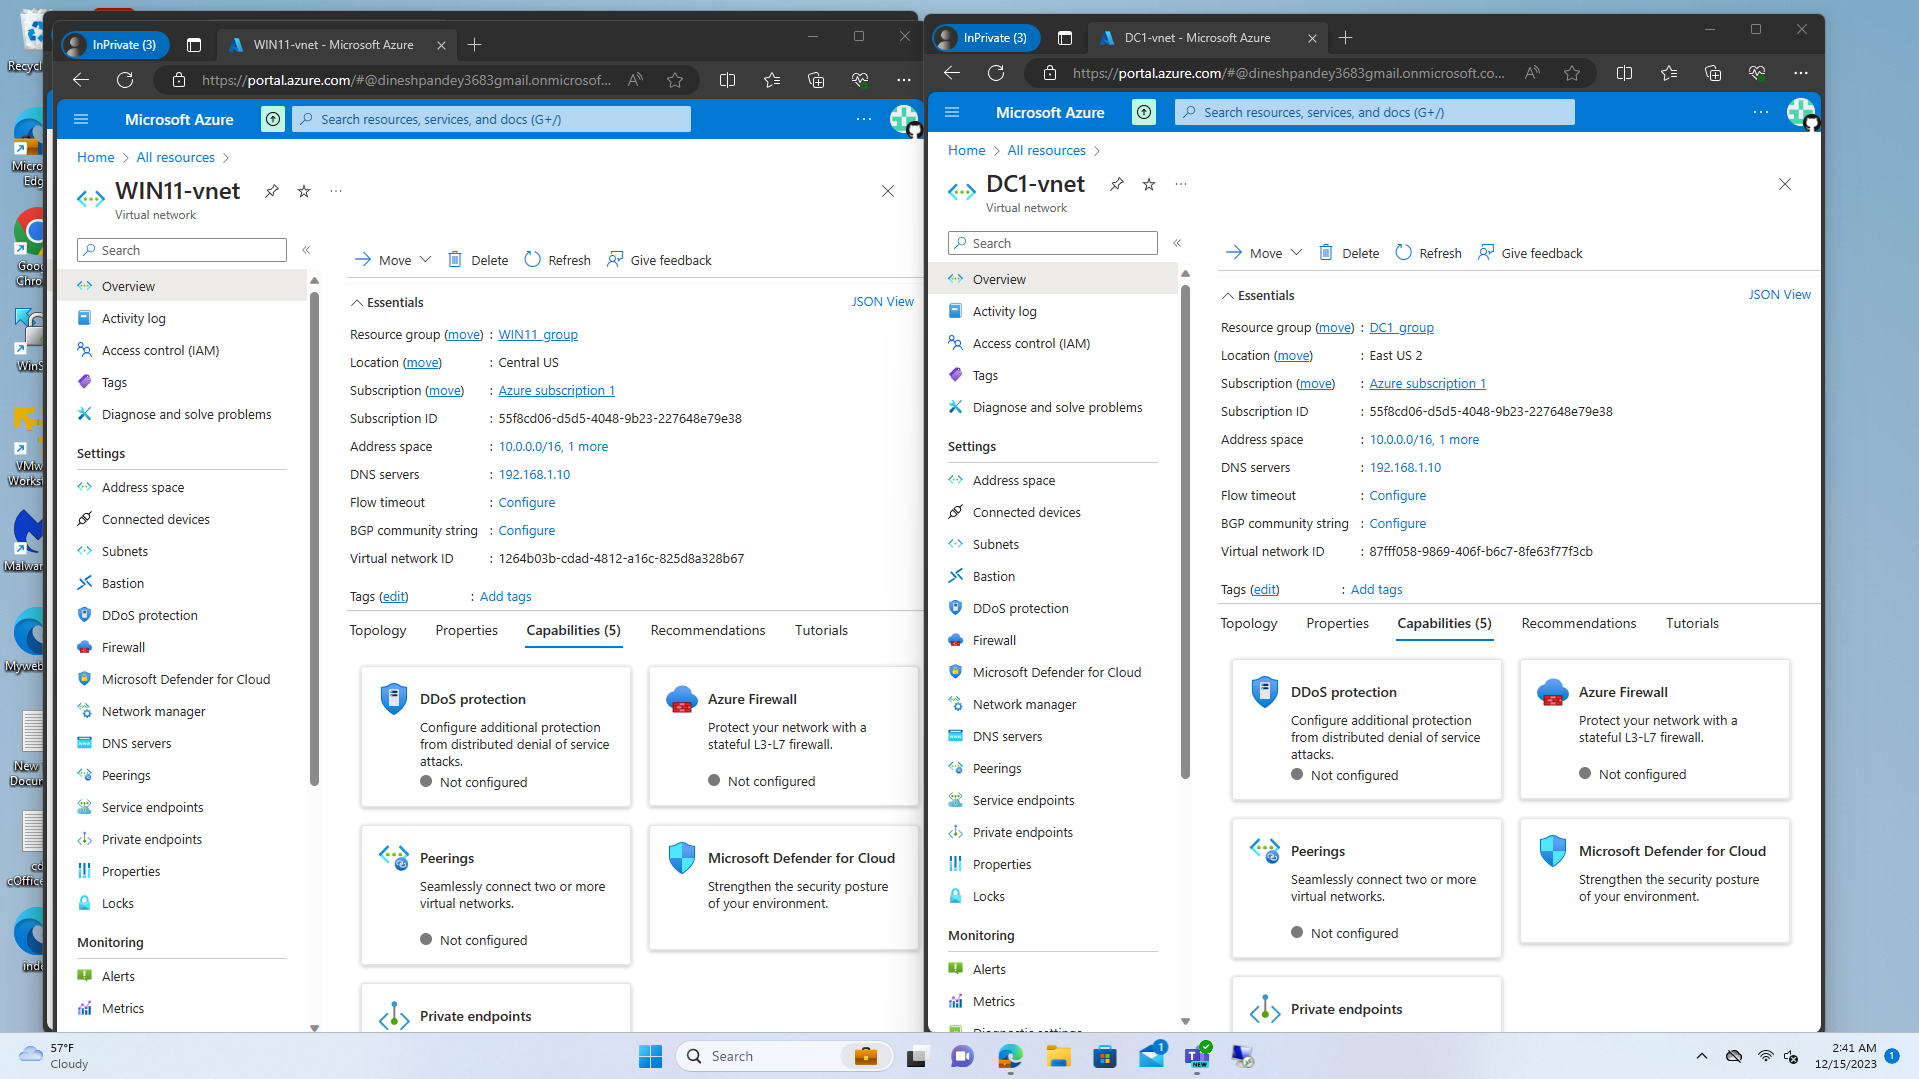 Recycle
Micro
Edg
Goo
Chro
WinS
VMw
Workst
Malwar
Myweb
New
Docum
cOffice
inde
InPrivate (3)
WIN11-vnet - Microsoft Azure
https://portal.azure.com/#@dineshpandey3683gmail.onmicrosof...
Microsoft Azure
Search resources, services, and docs (G+/)
Home > All resources >
WIN11-vnet
Virtual network
Search
Overview
Activity log
Access control (IAM)
Tags
Diagnose and solve problems
Settings
Address space
Connected devices
Subnets
Bastion
DDoS protection
Firewall
Microsoft Defender for Cloud
Network manager
DNS servers
Peerings
Service endpoints
Private endpoints
Properties
Locks
Monitoring
Alerts
Metrics
Move Delete Refresh Give feedback
Essentials JSON View
Resource group (move) : WIN11_group
Location (move) : Central US
Subscription (move) : Azure subscription 1
Subscription ID : 55f8cd06-d5d5-4048-9b23-227648e79e38
Address space : 10.0.0.0/16, 1 more
DNS servers : 192.168.1.10
Flow timeout : Configure
BGP community string : Configure
Virtual network ID : 1264b03b-cdad-4812-a16c-825d8a328b67
Tags (edit) : Add tags
Topology Properties Capabilities (5) Recommendations Tutorials
DDoS protection
Configure additional protection
from distributed denial of service
attacks.
Not configured
Azure Firewall
Protect your network with a
stateful L3-L7 firewall.
Not configured
Peerings
Seamlessly connect two or more
virtual networks.
Not configured
Microsoft Defender for Cloud
Strengthen the security posture
of your environment.
Private endpoints
InPrivate (3)
DC1-vnet - Microsoft Azure
https://portal.azure.com/#@dineshpandey3683gmail.onmicrosoft.co...
Microsoft Azure
Search resources, services, and docs (G+/)
Home > All resources >
DC1-vnet
Virtual network
Search
Overview
Activity log
Access control (IAM)
Tags
Diagnose and solve problems
Settings
Address space
Connected devices
Subnets
Bastion
DDoS protection
Firewall
Microsoft Defender for Cloud
Network manager
DNS servers
Peerings
Service endpoints
Private endpoints
Properties
Locks
Monitoring
Alerts
Metrics
Diagnostic settings
Move Delete Refresh Give feedback
Essentials JSON View
Resource group (move) : DC1_group
Location (move) : East US 2
Subscription (move) : Azure subscription 1
Subscription ID : 55f8cd06-d5d5-4048-9b23-227648e79e38
Address space : 10.0.0.0/16, 1 more
DNS servers : 192.168.1.10
Flow timeout : Configure
BGP community string : Configure
Virtual network ID : 87fff058-9869-406f-b6c7-8fe63f77f3cb
Tags (edit) : Add tags
Topology Properties Capabilities (5) Recommendations Tutorials
DDoS protection
Configure additional protection
from distributed denial of service
attacks.
Not configured
Azure Firewall
Protect your network with a
stateful L3-L7 firewall.
Not configured
Peerings
Seamlessly connect two or more
virtual networks.
Not configured
Microsoft Defender for Cloud
Strengthen the security posture
of your environment.
Private endpoints
57°F
Cloudy
Search
1
NEW
2:41 AM
12/15/2023
1